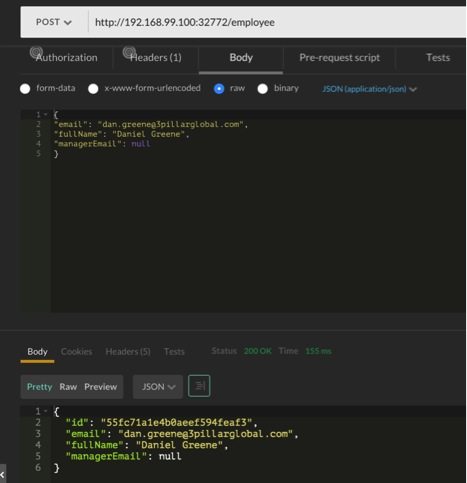 POST http://192.168.99.100:32772/employee
Authorization Headers (1) Body Pre-request script Tests
form-data x-www-form-urlencoded raw binary JSON (application/json)
1 {
2 "email": "dan.greene@3pillarglobal.com",
3 "fullName": "Daniel Greene",
4 "managerEmail": null
5 }
Body Cookies Headers (5) Tests Status 200 OK Time 155 ms
Pretty Raw Preview JSON
1 {
2 "id": "55fc71a1e4b0aeef594feaf3",
3 "email": "dan.greene@3pillarglobal.com",
4 "fullName": "Daniel Greene",
5 "managerEmail": null
6 }